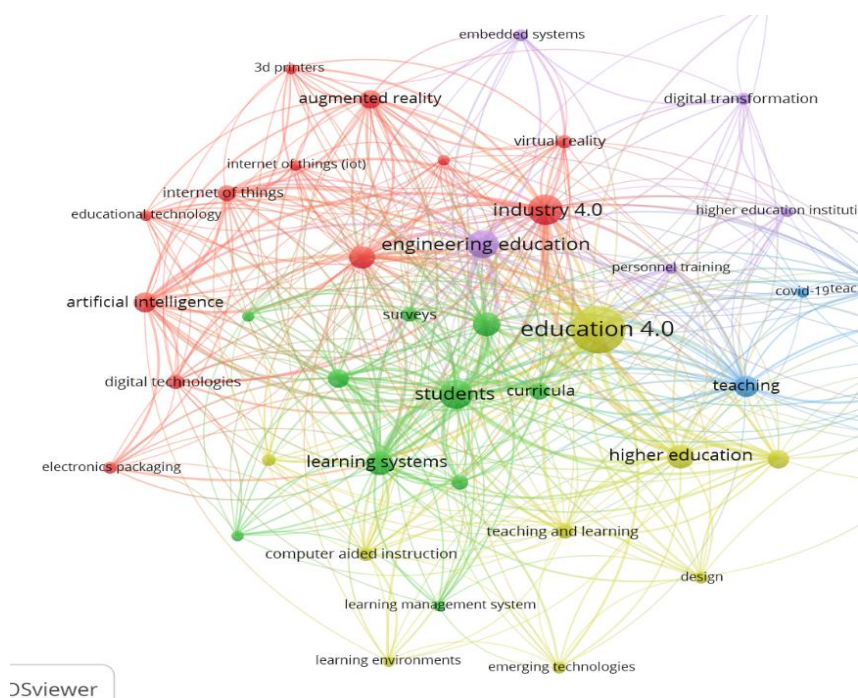 embedded systems
3d printers
augmented reality
digital transformation
virtual reality
internet of things (iot)
internet of things
educational technology
industry 4.0
higher education instituti
engineering education
personnel training
covid-19
teac
artificial intelligence
surveys
education 4.0
digital technologies
students
curricula
teaching
electronics packaging
learning systems
higher education
teaching and learning
computer aided instruction
design
learning management system
learning environments
emerging technologies
OSviewer